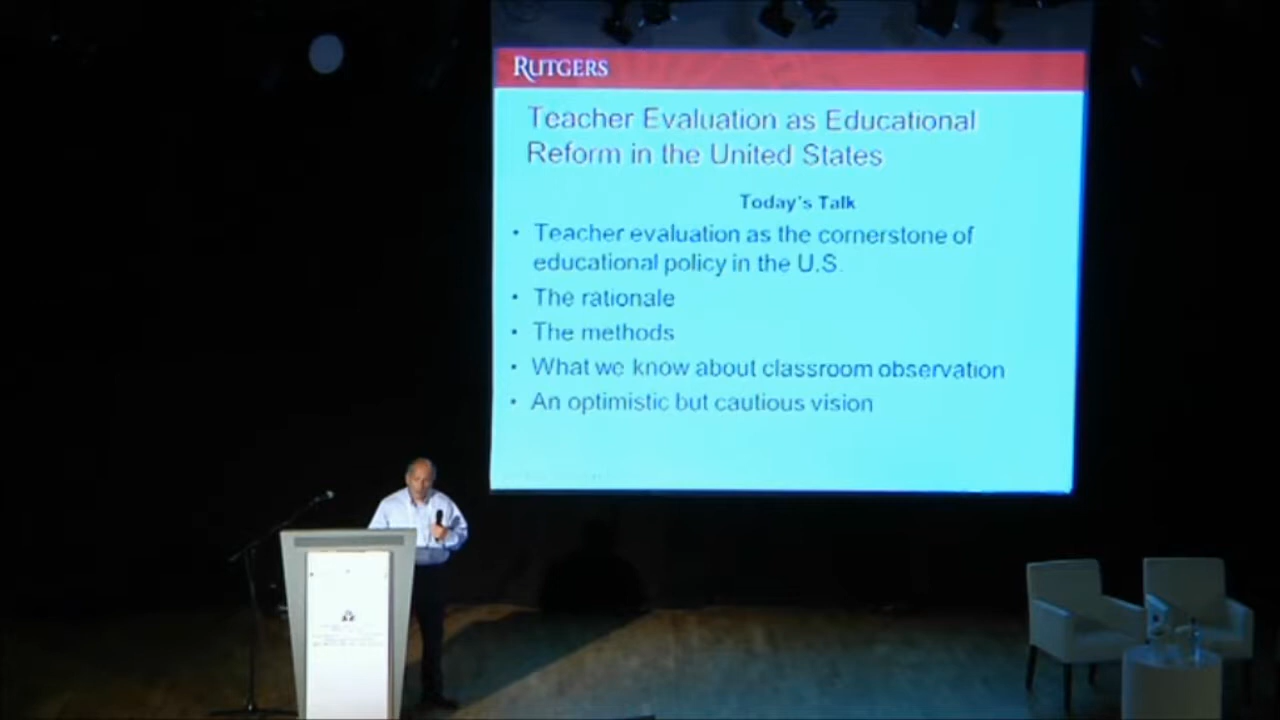 RUTGERS
Teacher Evaluation as Educational
Reform in the United States
Today's Talk
• Teacher evaluation as the cornerstone of
educational policy in the U.S.
• The rationale
• The methods
• What we know about classroom observation
• An optimistic but cautious vision